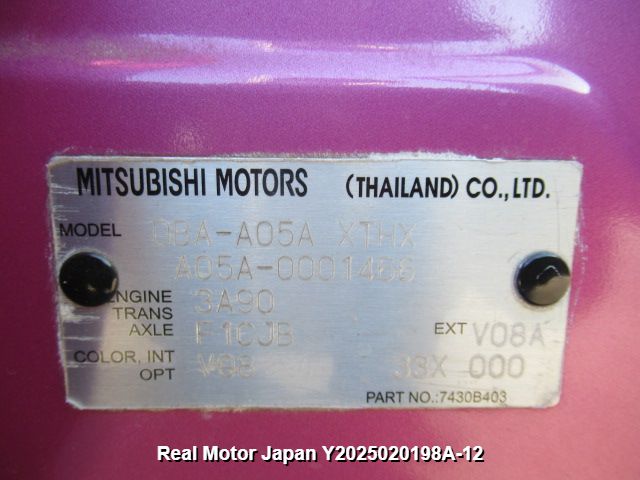 MITSUBISHI MOTORS (THAILAND) CO., LTD.
MODEL DBA-A05A XTHX
A05A-0001466
ENGINE 3A90
TRANS AXLE F1CJB EXT V08A
COLOR, INT OPT V08 38X 000
PART NO.:7430B403
Real Motor Japan Y2025020198A-12